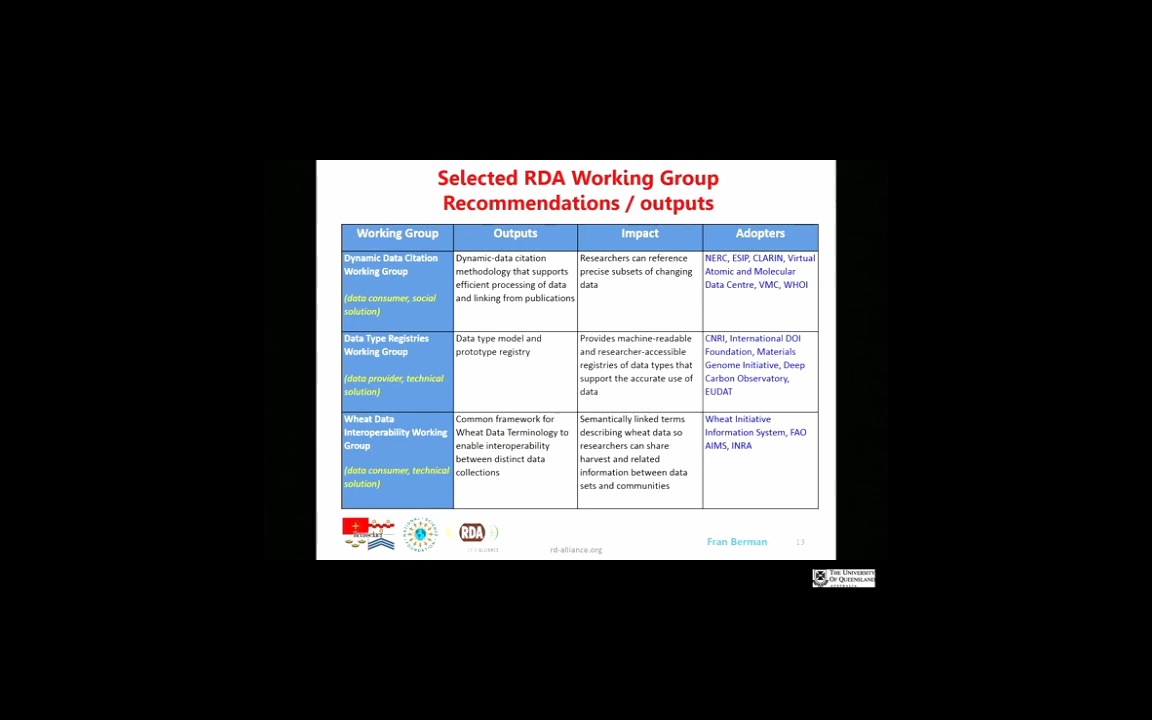 Selected RDA Working Group
Recommendations / outputs
Working Group
Outputs
Impact
Adopters
Dynamic Data Citation
Working Group
(data consumer, social
solution)
Dynamic-data citation
methodology that supports
efficient processing of data
and linking from publications
Researchers can reference
precise subsets of changing
data
NERC, ESIP, CLARIN, Virtual
Atomic and Molecular
Data Centre, VMC, WHOI
Data Type Registries
Working Group
(data provider, technical
solution)
Data type model and
prototype registry
Provides machine-readable
and researcher-accessible
registries of data types that
support the accurate use of
data
CNRI, International DOI
Foundation, Materials
Genome Initiative, Deep
Carbon Observatory,
EUDAT
Wheat Data
Interoperability Working
Group
(data consumer, technical
solution)
Common framework for
Wheat Data Terminology to
enable interoperability
between distinct data
collections
Semantically linked terms
describing wheat data so
researchers can share
harvest and related
information between data
sets and communities
Wheat Initiative
Information System, FAO
AIMS, INRA
Rensselaer
RDA
rd-alliance.org
Fran Berman
13
THE UNIVERSITY
OF QUEENSLAND
AUSTRALIA